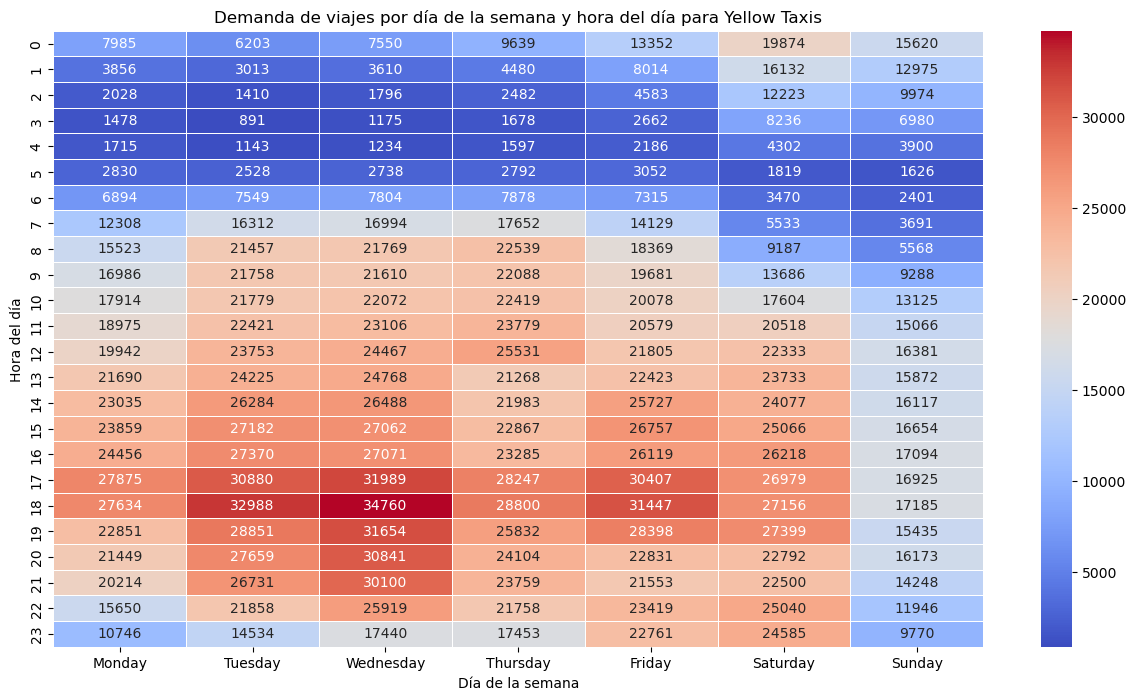 Demanda de viajes por día de la semana y hora del día para Yellow Taxis
0 7985 6203 7550 9639 13352 19874 15620
1 3856 3013 3610 4480 8014 16132 12975
2 2028 1410 1796 2482 4583 12223 9974
3 1478 891 1175 1678 2662 8236 6980
4 1715 1143 1234 1597 2186 4302 3900
5 2830 2528 2738 2792 3052 1819 1626
6 6894 7549 7804 7878 7315 3470 2401
7 12308 16312 16994 17652 14129 5533 3691
8 15523 21457 21769 22539 18369 9187 5568
9 16986 21758 21610 22088 19681 13686 9288
10 17914 21779 22072 22419 20078 17604 13125
11 18975 22421 23106 23779 20579 20518 15066
12 19942 23753 24467 25531 21805 22333 16381
13 21690 24225 24768 21268 22423 23733 15872
14 23035 26284 26488 21983 25727 24077 16117
15 23859 27182 27062 22867 26757 25066 16654
16 24456 27370 27071 23285 26119 26218 17094
17 27875 30880 31989 28247 30407 26979 16925
18 27634 32988 34760 28800 31447 27156 17185
19 22851 28851 31654 25832 28398 27399 15435
20 21449 27659 30841 24104 22831 22792 16173
21 20214 26731 30100 23759 21553 22500 14248
22 15650 21858 25919 21758 23419 25040 11946
23 10746 14534 17440 17453 22761 24585 9770
Monday Tuesday Wednesday Thursday Friday Saturday Sunday
Día de la semana
Hora del día
30000
25000
20000
15000
10000
5000